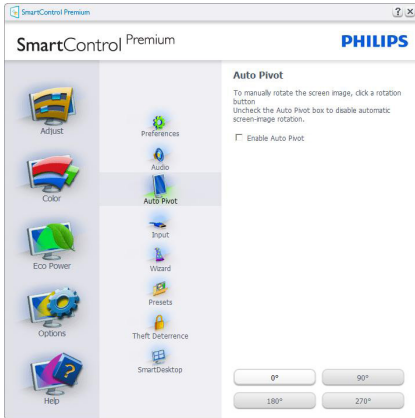 SmartControl Premium
SmartControl Premium
PHILIPS
Adjust
Color
Eco Power
Options
Help
Preferences
Audio
Auto Pivot
Input
Wizard
Presets
Theft Deterrence
SmartDesktop
Auto Pivot
To manually rotate the screen image, click a rotation
button
Uncheck the Auto Pivot box to disable automatic
screen-image rotation.
Enable Auto Pivot
0°
90°
180°
270°